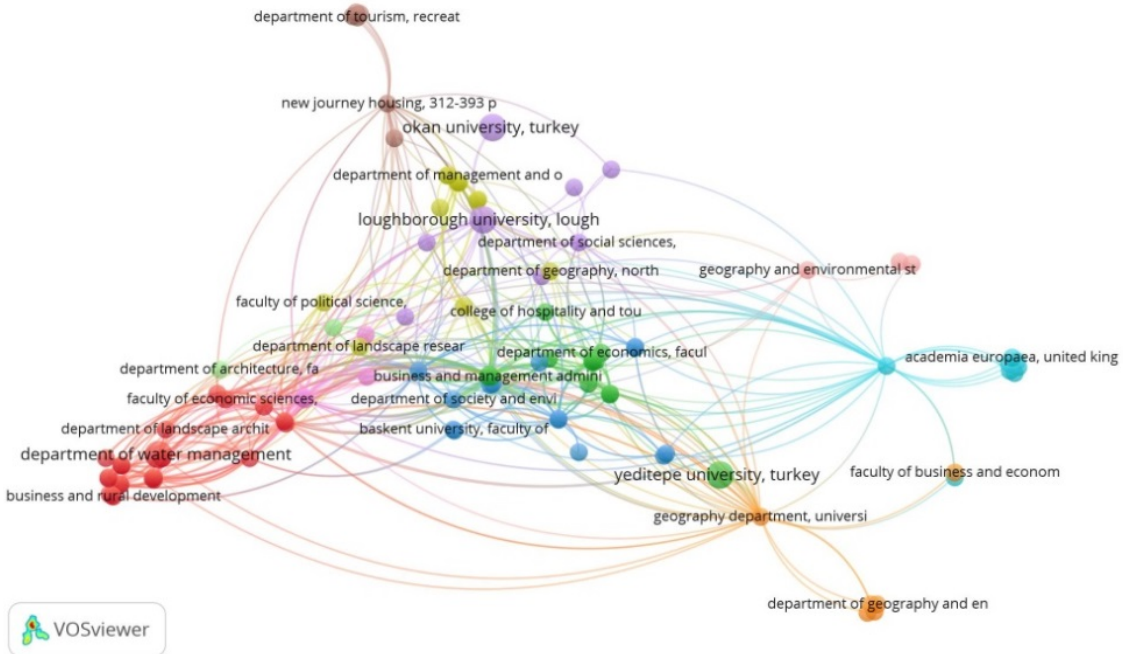 department of tourism, recreat
new journey housing, 312-393 p
okan university, turkey
department of management and o
loughborough university, lough
department of social sciences,
department of geography, north
geography and environmental st
faculty of political science,
college of hospitality and tou
department of landscape resear
department of economics, facul
academia europaea, united king
department of architecture, fa
business and management admini
faculty of economic sciences,
department of society and envi
department of landscape archit
baskent university, faculty of
department of water management
yeditepe university, turkey
faculty of business and econom
business and rural development
geography department, universi
department of geography and en
VOSviewer